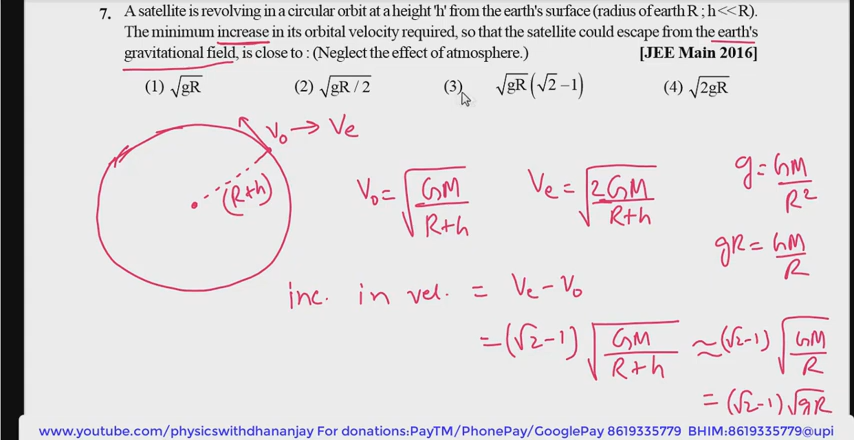 7. A satellite is revolving in a circular orbit at a height 'h' from the earth's surface (radius of earth R ; h<<R).
The minimum increase in its orbital velocity required, so that the satellite could escape from the earth's
gravitational field, is close to : (Neglect the effect of atmosphere.) [JEE Main 2016]
(1) √gR (2) √gR / 2 (3) √gR (√2 −1) (4) √2gR
V₀ → Ve
(R+h)
V₀ = √GM/R+h
Ve = √2GM/R+h
g = GM/R²
gR = GM/R
inc. in vel. = Ve − V₀
= (√2−1) √GM/R+h ≈ (√2−1) √GM/R
= (√2−1) √gR
www.youtube.com/physicswithdhananjay For donations:PayTM/PhonePay/GooglePay 8619335779 BHIM:8619335779@upi